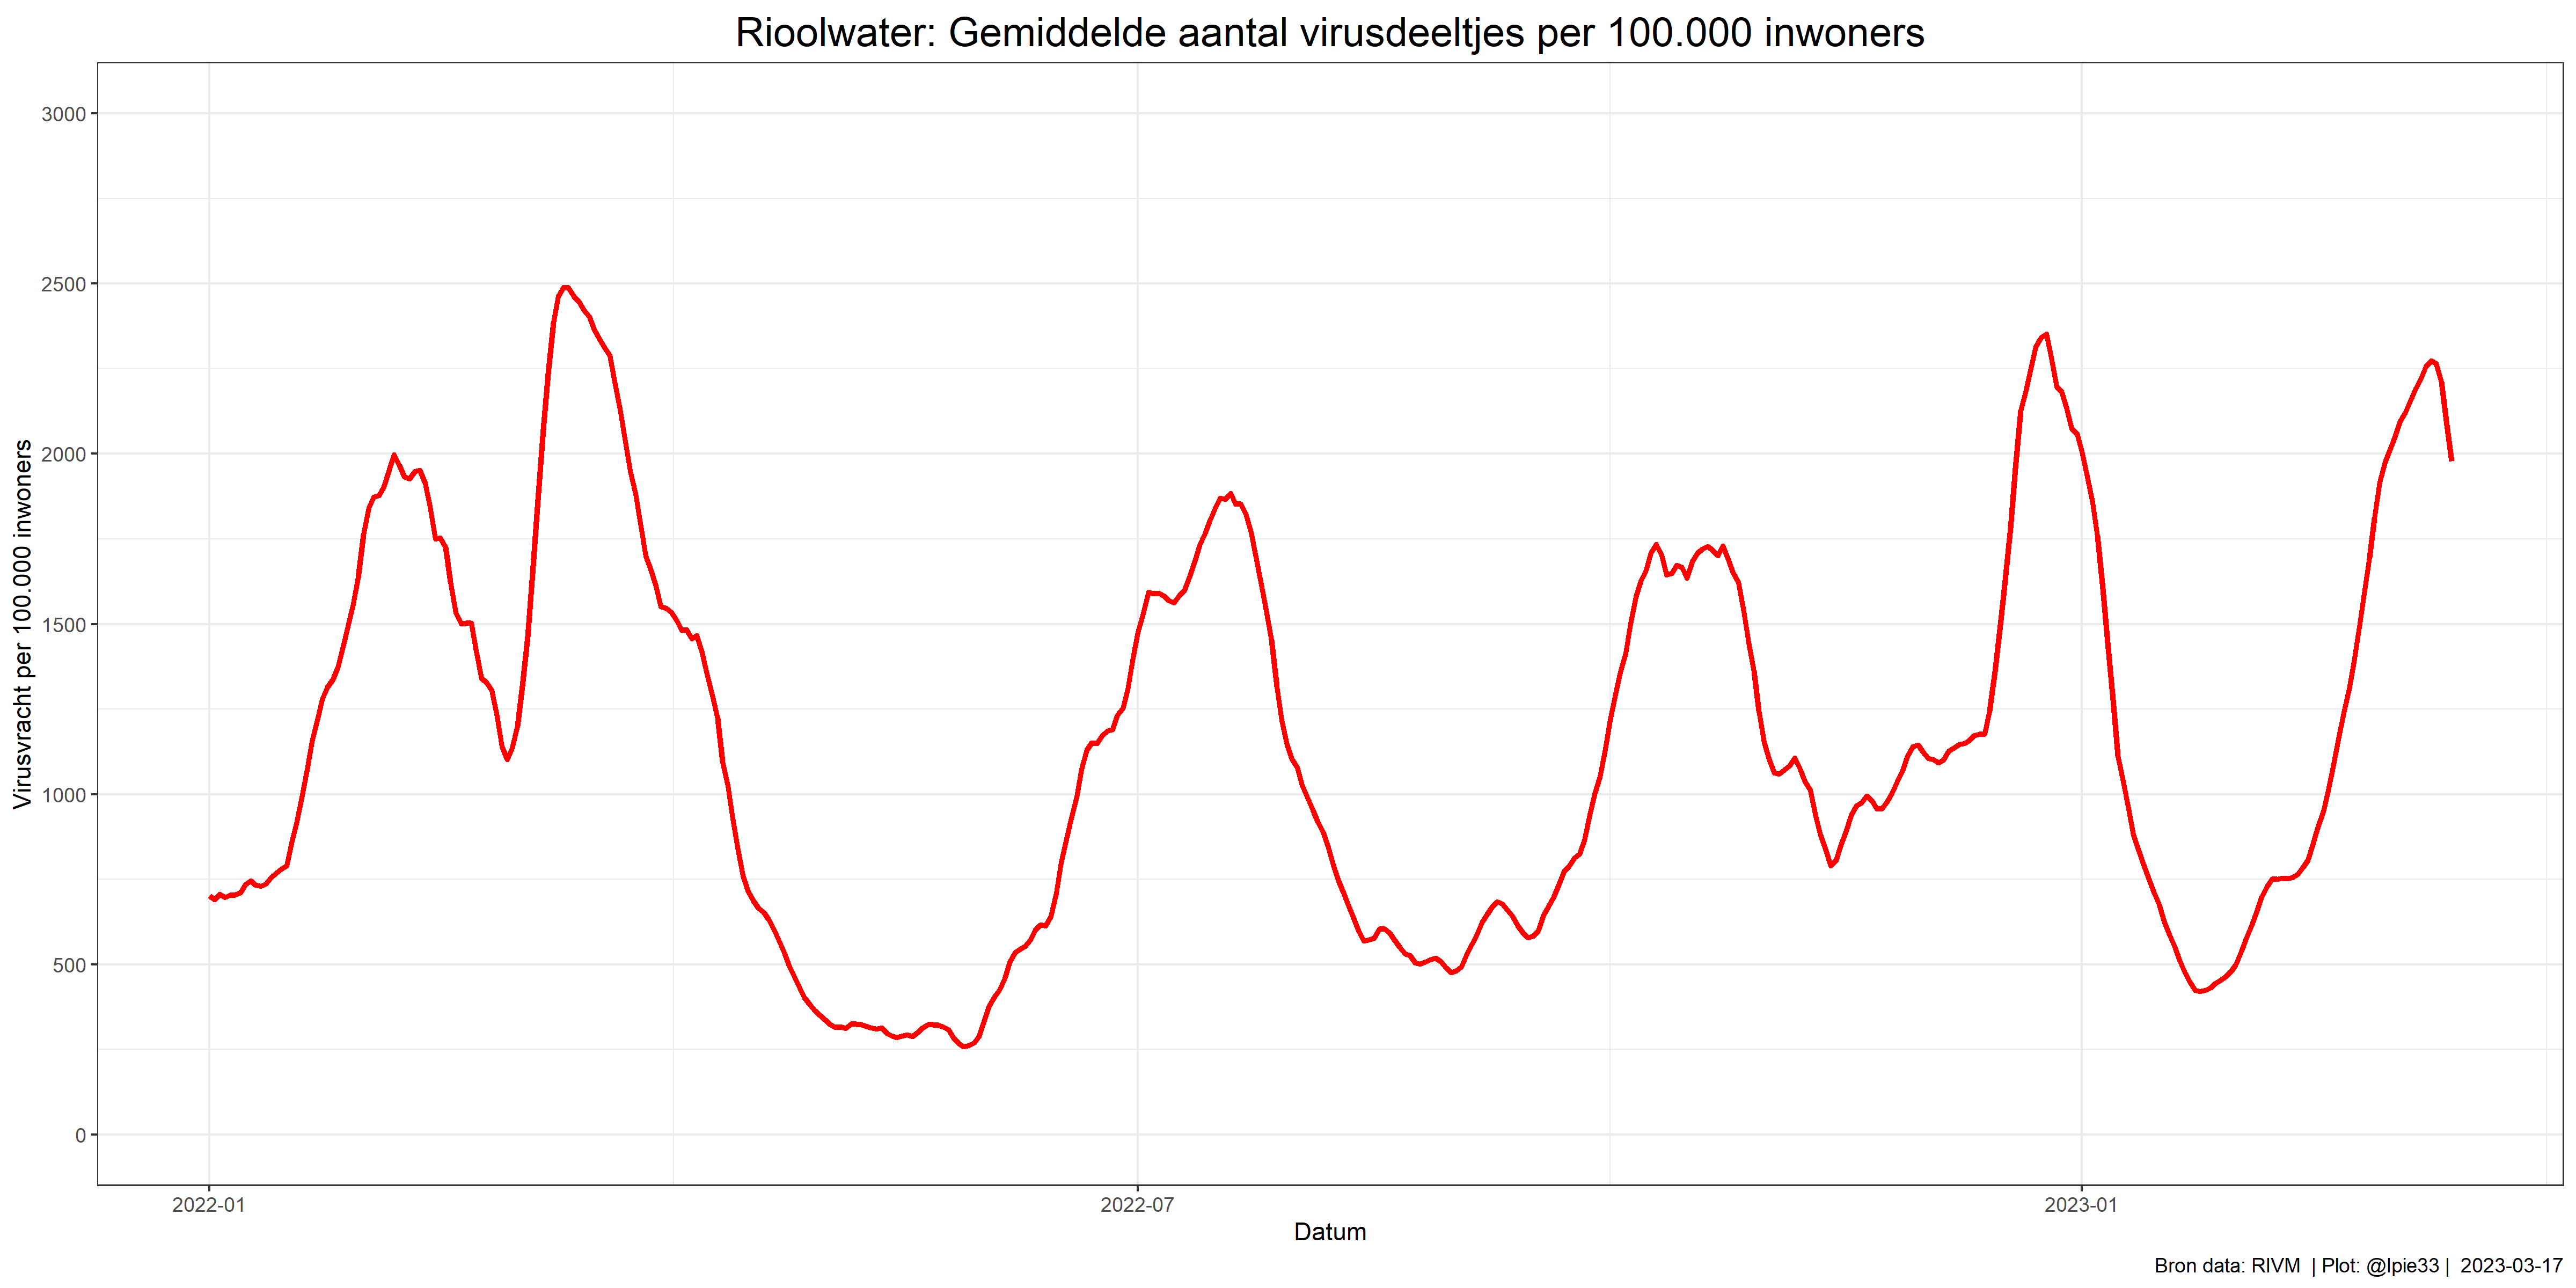 Rioolwater: Gemiddelde aantal virusdeeltjes per 100.000 inwoners
Virusvracht per 100.000 inwoners
3000
2500
2000
1500
1000
500
0
2022-01
2022-07
2023-01
Datum
Bron data: RIVM | Plot: @lpie33 | 2023-03-17